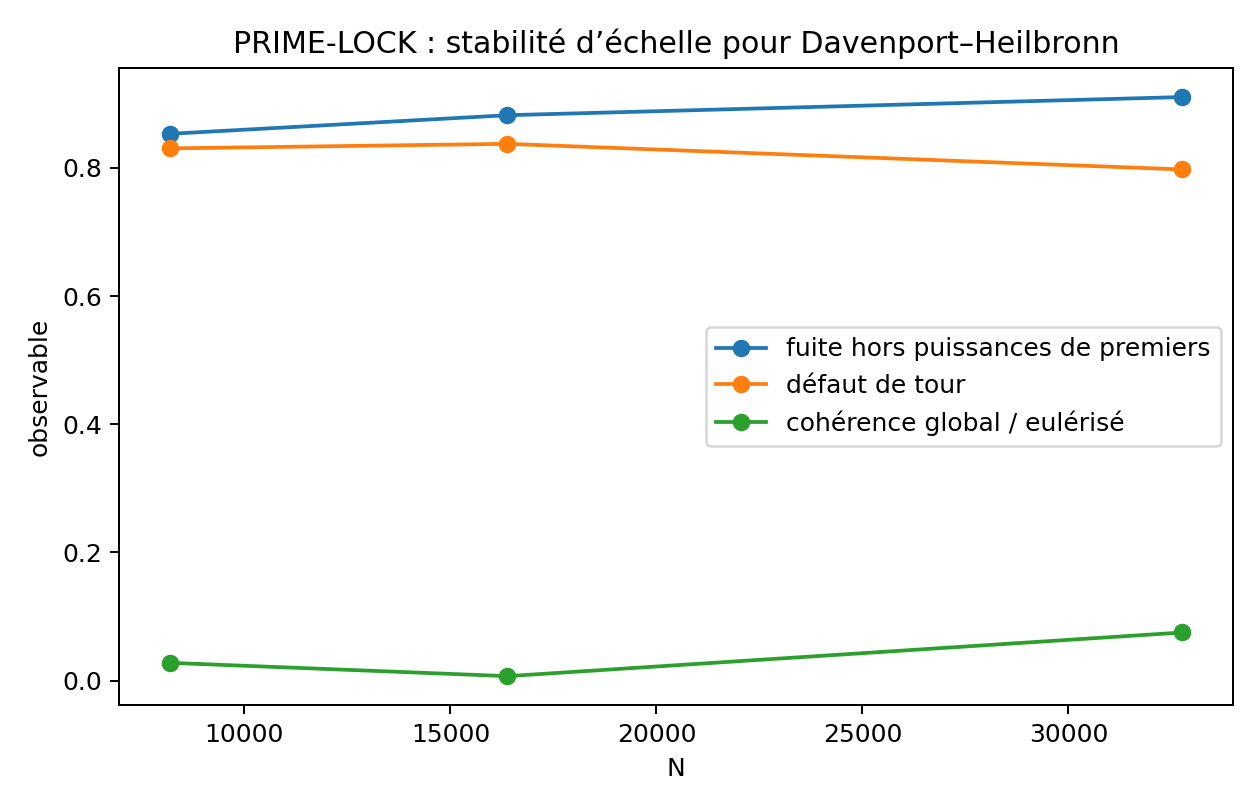 PRIME-LOCK : stabilité d’échelle pour Davenport–Heilbronn
observable
0.8
0.6
0.4
0.2
0.0
fuite hors puissances de premiers
défaut de tour
cohérence global / eulérisé
10000 15000 20000 25000 30000
N